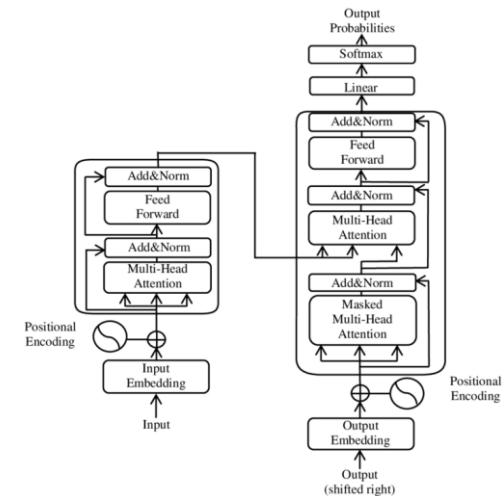 Output
Probabilities
Softmax
Linear
Add&Norm
Feed
Forward
Add&Norm
Multi-Head
Attention
Add&Norm
Masked
Multi-Head
Attention
Positional
Encoding
Output
Embedding
Output
(shifted right)
Add&Norm
Feed
Forward
Add&Norm
Multi-Head
Attention
Positional
Encoding
Input
Embedding
Input